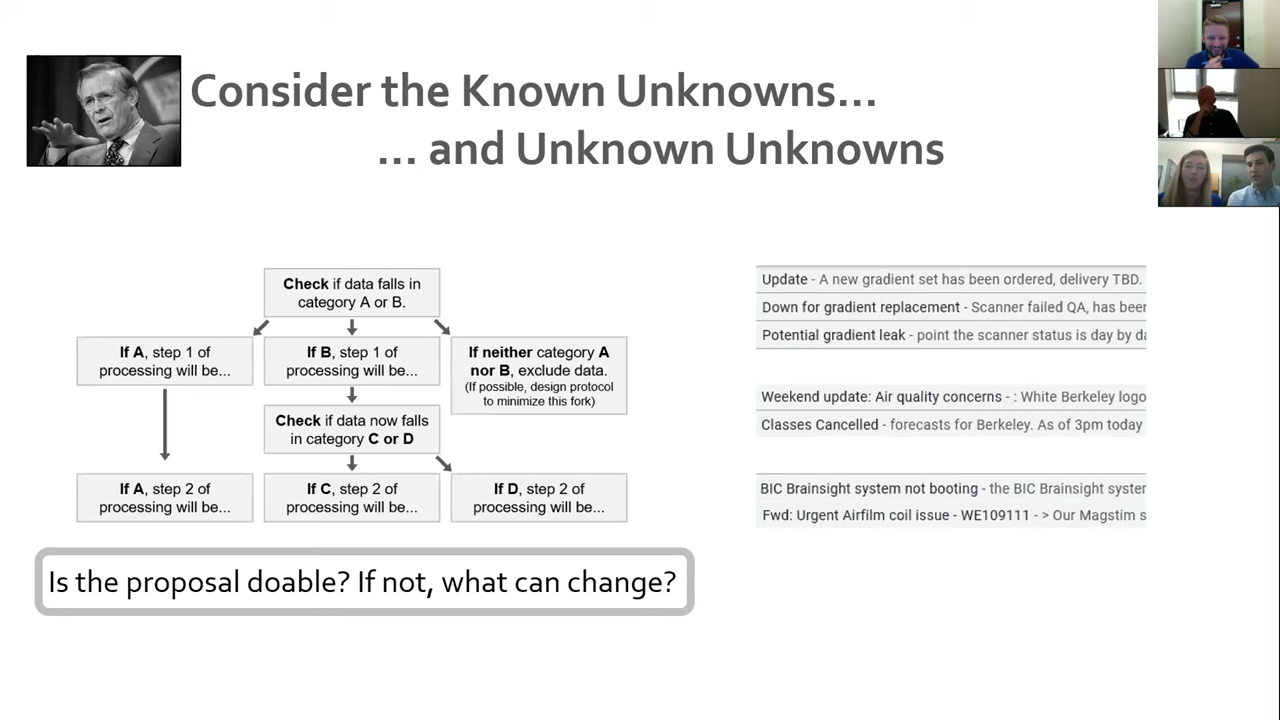 Consider the Known Unknowns...
... and Unknown Unknowns
Check if data falls in
category A or B.
If A, step 1 of
processing will be...
If B, step 1 of
processing will be...
If neither category A
nor B, exclude data.
(If possible, design protocol
to minimize this fork)
Check if data now falls
in category C or D
If A, step 2 of
processing will be...
If C, step 2 of
processing will be...
If D, step 2 of
processing will be...
Is the proposal doable? If not, what can change?
Update - A new gradient set has been ordered, delivery TBD.
Down for gradient replacement - Scanner failed QA, has been
Potential gradient leak - point the scanner status is day by da
Weekend update: Air quality concerns - : White Berkeley logo
Classes Cancelled - forecasts for Berkeley. As of 3pm today
BIC Brainsight system not booting - the BIC Brainsight syster
Fwd: Urgent Airfilm coil issue - WE109111 - > Our Magstim s